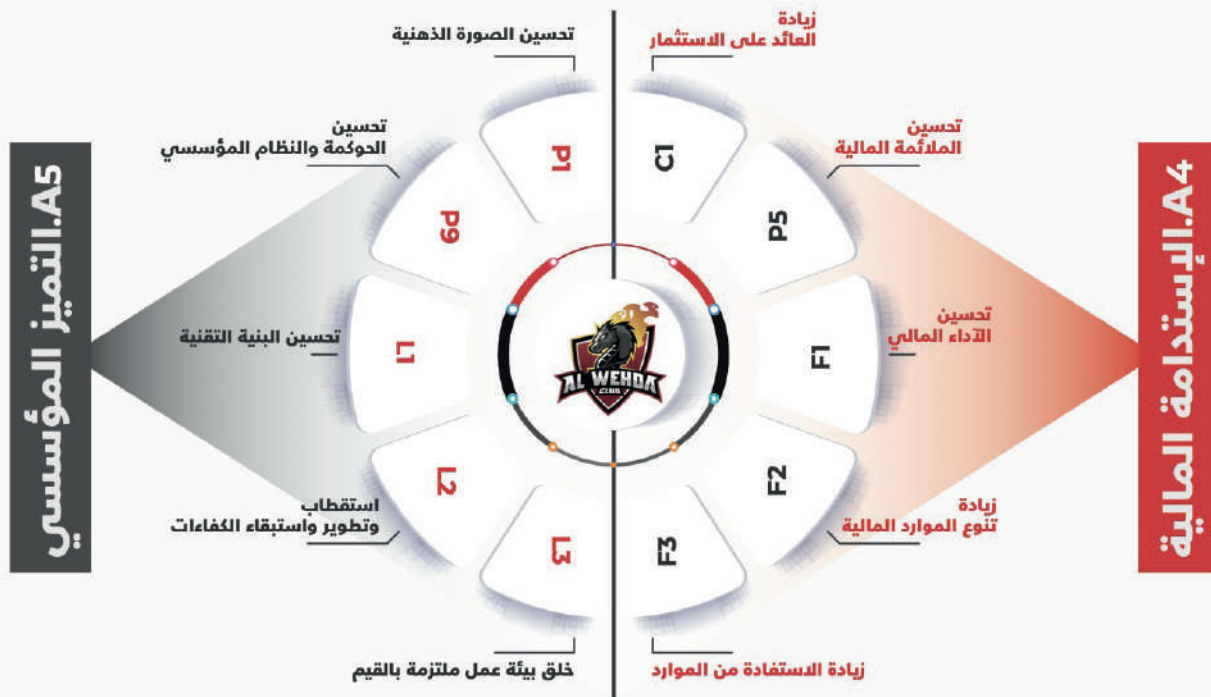 A4.الإستدامة المالية
زيادة
العائد على الاستثمار
C1
تحسين
الملائمة المالية
P5
تحسين
الآداء المالي
F1
زيادة
تنوع الموارد المالية
F2
زيادة الاستفادة من الموارد
F3
AL WEHDA
A5.التميز المؤسسي
تحسين الصورة الذهنية
P1
تحسين
الحوكمة والنظام المؤسسي
P9
تحسين البنية التقنية
L1
استقطاب
وتطوير واستبقاء الكفاءات
L2
خلق بيئة عمل ملتزمة بالقيم
L3